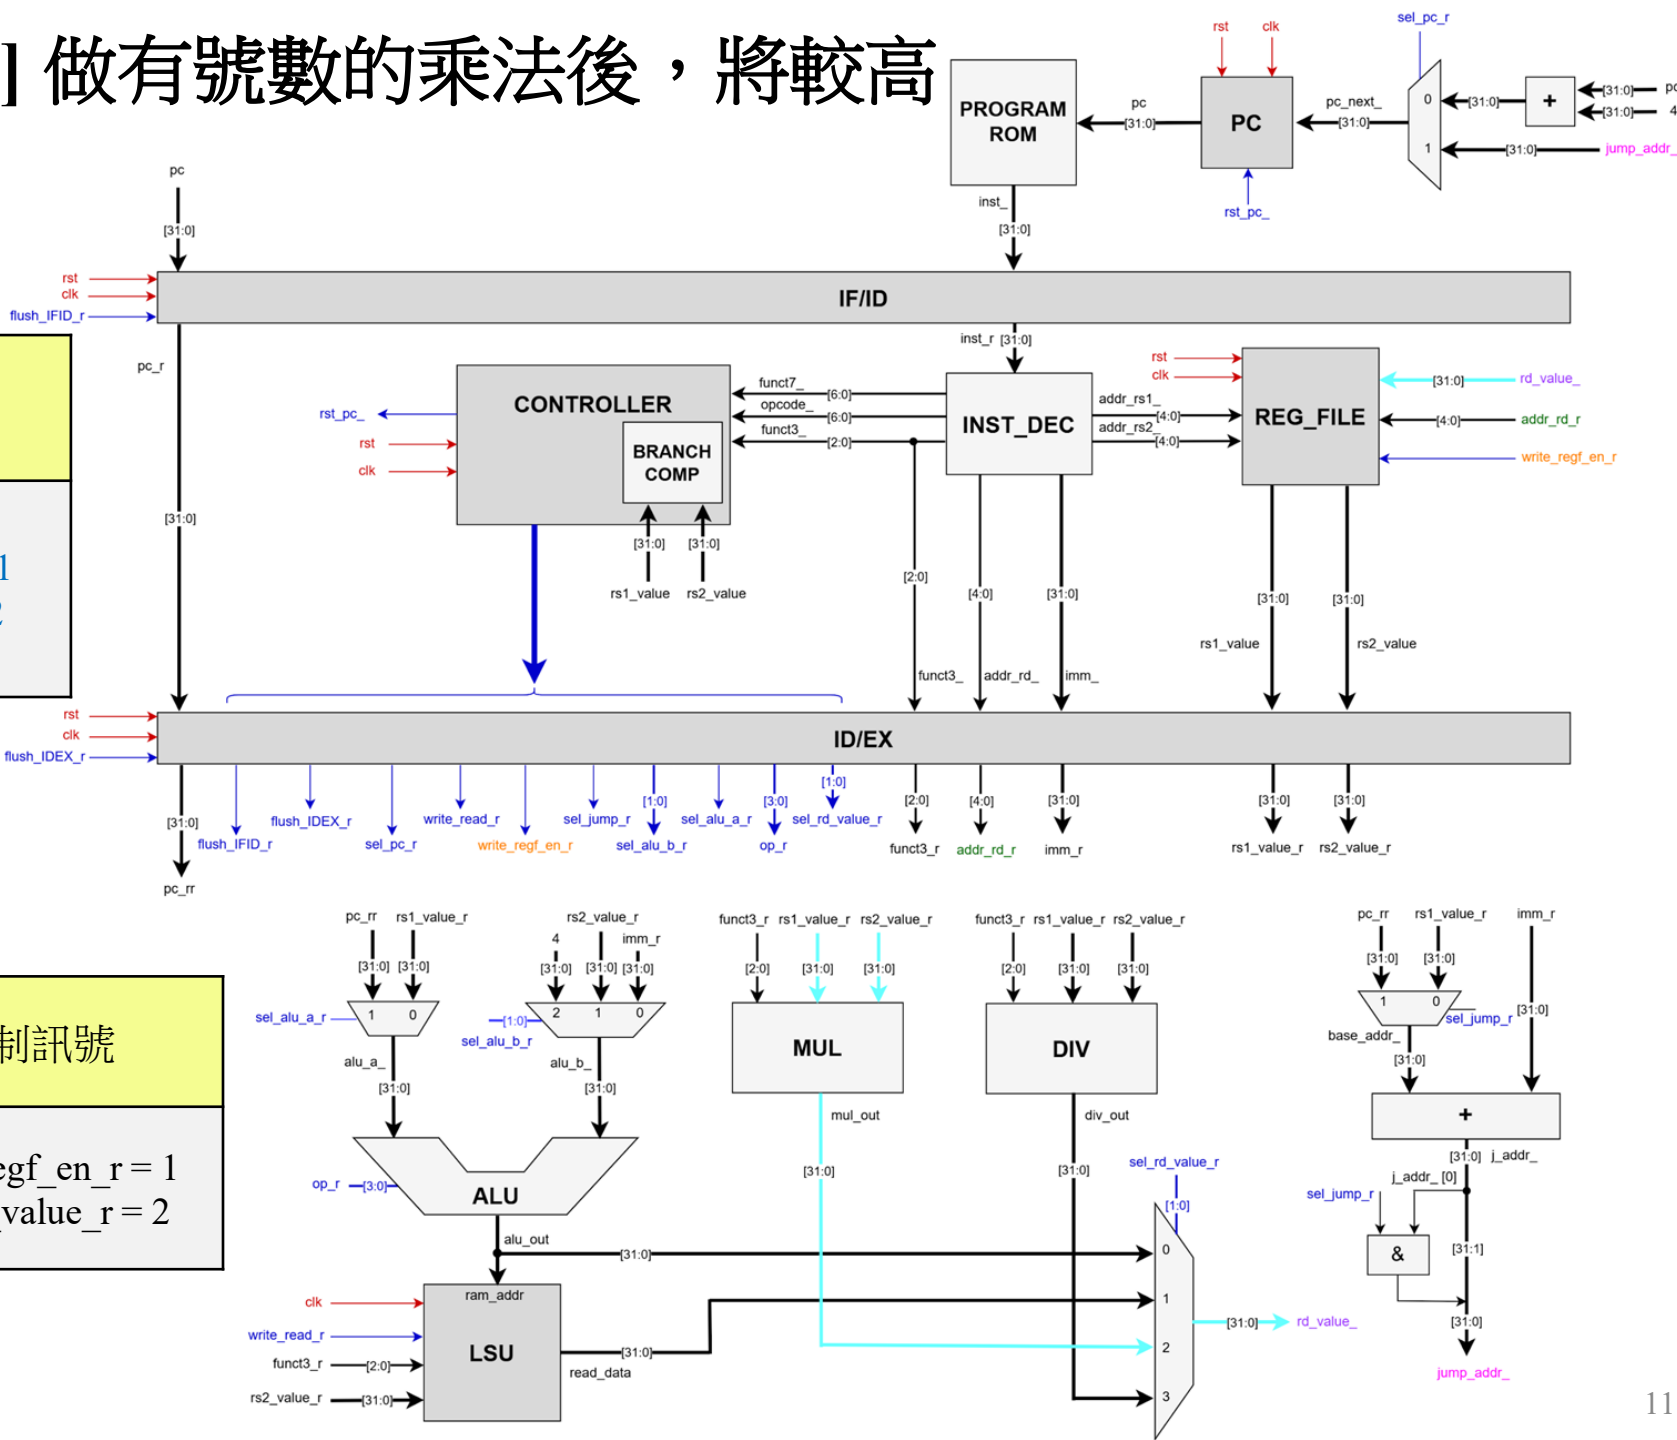 ] 做有號數的乘法後，將較高
rst
clk
sel_pc_r
PROGRAM
ROM
pc
[31:0]
PC
pc_next_
[31:0]
0
1
[31:0]
+
[31:0]
[31:0]
4
[31:0]
jump_addr_
rst_pc_
inst_
[31:0]
pc
[31:0]
rst
clk
flush_IFID_r
IF/ID
pc_r
[31:0]
inst_r [31:0]
CONTROLLER
BRANCH
COMP
rst_pc_
rst
clk
funct7_
[6:0]
opcode_
[6:0]
funct3_
[2:0]
INST_DEC
addr_rs1_
[4:0]
addr_rs2_
[4:0]
rst
clk
REG_FILE
[31:0]
rd_value_
[4:0]
addr_rd_r
write_regf_en_r
[31:0]
[31:0]
rs1_value
rs2_value
1
2
[2:0]
[4:0]
[31:0]
[31:0]
[31:0]
rs1_value
rs2_value
funct3_
addr_rd_
imm_
rst
clk
flush_IDEX_r
ID/EX
[31:0]
pc_rr
flush_IFID_r
flush_IDEX_r
sel_pc_r
write_read_r
write_regf_en_r
sel_jump_r
[1:0]
sel_alu_b_r
sel_alu_a_r
[3:0]
op_r
[1:0]
sel_rd_value_r
[2:0]
funct3_r
[4:0]
addr_rd_r
[31:0]
imm_r
[31:0]
rs1_value_r
[31:0]
rs2_value_r
制訊號
egf_en_r = 1
_value_r = 2
pc_rr
rs1_value_r
[31:0]
[31:0]
sel_alu_a_r
1
0
alu_a_
[31:0]
rs2_value_r
4
imm_r
[31:0]
[31:0]
[31:0]
[1:0]
sel_alu_b_r
2
1
0
alu_b_
[31:0]
op_r
[3:0]
ALU
alu_out
[31:0]
funct3_r
rs1_value_r
rs2_value_r
[2:0]
[31:0]
[31:0]
MUL
mul_out
[31:0]
funct3_r
rs1_value_r
rs2_value_r
[2:0]
[31:0]
[31:0]
DIV
div_out
[31:0]
sel_rd_value_r
[1:0]
0
1
2
3
[31:0]
rd_value_
clk
write_read_r
funct3_r
[2:0]
rs2_value_r
[31:0]
ram_addr
LSU
[31:0]
read_data
pc_rr
rs1_value_r
imm_r
[31:0]
[31:0]
1
0
sel_jump_r
[31:0]
base_addr_
[31:0]
+
[31:0]
j_addr_
j_addr_ [0]
sel_jump_r
&
[31:1]
[31:0]
jump_addr_
11